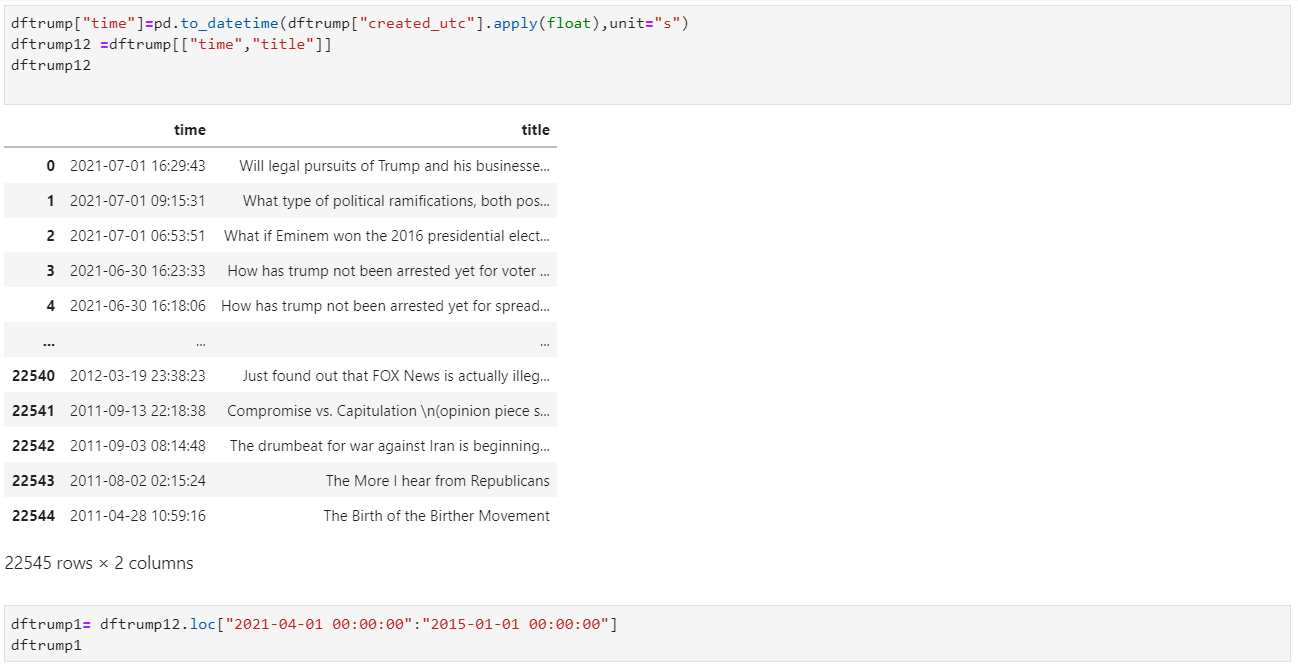 dftrump["time"]=pd.to_datetime(dftrump["created_utc"].apply(float),unit="s")
dftrump12 =dftrump[["time","title"]]
dftrump12
time title
0 2021-07-01 16:29:43 Will legal pursuits of Trump and his businesse...
1 2021-07-01 09:15:31 What type of political ramifications, both pos...
2 2021-07-01 06:53:51 What if Eminem won the 2016 presidential elect...
3 2021-06-30 16:23:33 How has trump not been arrested yet for voter ...
4 2021-06-30 16:18:06 How has trump not been arrested yet for spread...
... ... ...
22540 2012-03-19 23:38:23 Just found out that FOX News is actually illeg...
22541 2011-09-13 22:18:38 Compromise vs. Capitulation \n(opinion piece s...
22542 2011-09-03 08:14:48 The drumbeat for war against Iran is beginning...
22543 2011-08-02 02:15:24 The More I hear from Republicans
22544 2011-04-28 10:59:16 The Birth of the Birther Movement
22545 rows × 2 columns
dftrump1= dftrump12.loc["2021-04-01 00:00:00":"2015-01-01 00:00:00"]
dftrump1